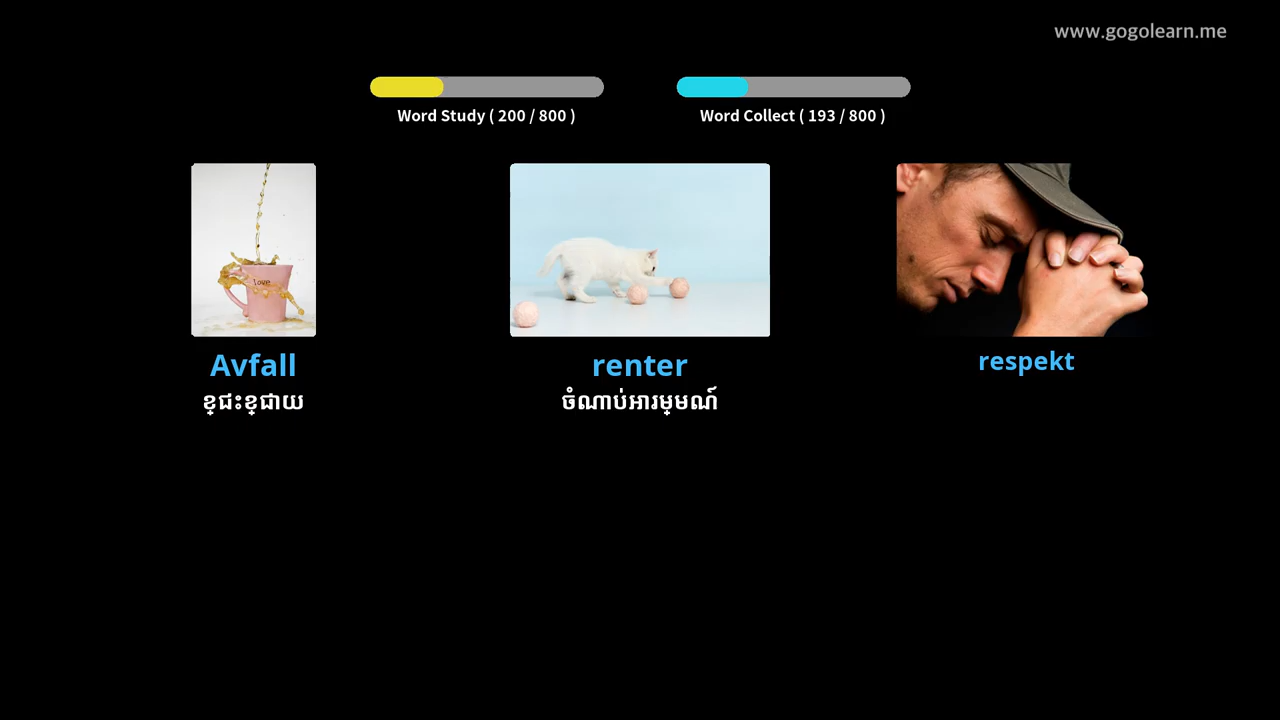 www.gogolearn.me
Word Study ( 200 / 800 )
Word Collect ( 193 / 800 )
love
Avfall
renter
respekt
ខ្ជះខ្ជាយ
ចំណាប់អារម្មណ៍